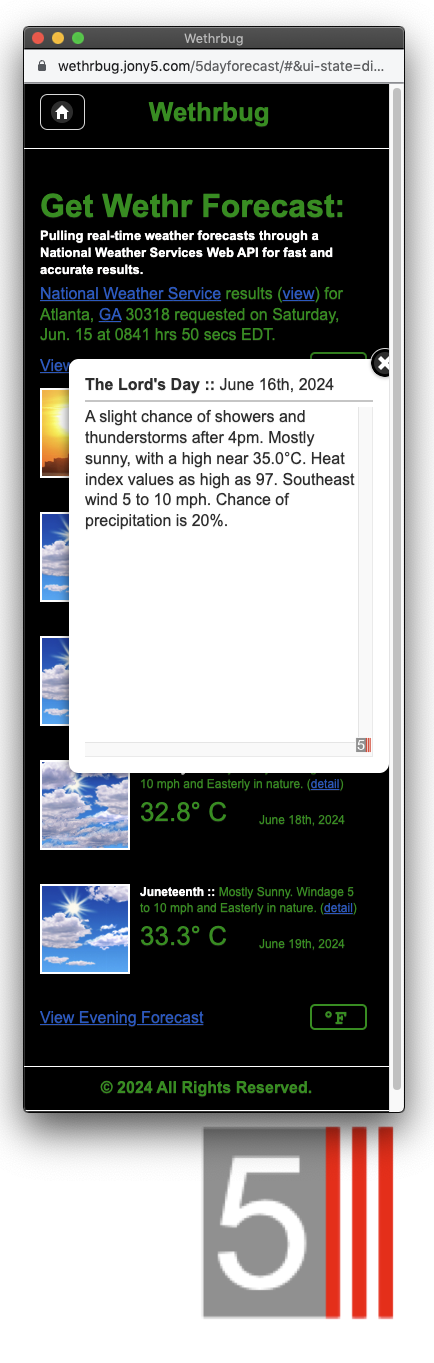 Wethrbug
wethrbug.jony5.com/5dayforecast/#&ui-state=di...
Wethrbug
Get Wethr Forecast:
Pulling real-time weather forecasts through a
National Weather Services Web API for fast and
accurate results.
National Weather Service results (view) for
Atlanta, GA 30318 requested on Saturday,
Jun. 15 at 0841 hrs 50 secs EDT.
View
The Lord's Day :: June 16th, 2024
A slight chance of showers and
thunderstorms after 4pm. Mostly
sunny, with a high near 35.0°C. Heat
index values as high as 97. Southeast
wind 5 to 10 mph. Chance of
precipitation is 20%.
5
10 mph and Easterly in nature. (detail)
32.8° C June 18th, 2024
Juneteenth :: Mostly Sunny. Windage 5
to 10 mph and Easterly in nature. (detail)
33.3° C June 19th, 2024
View Evening Forecast °F
© 2024 All Rights Reserved.
5